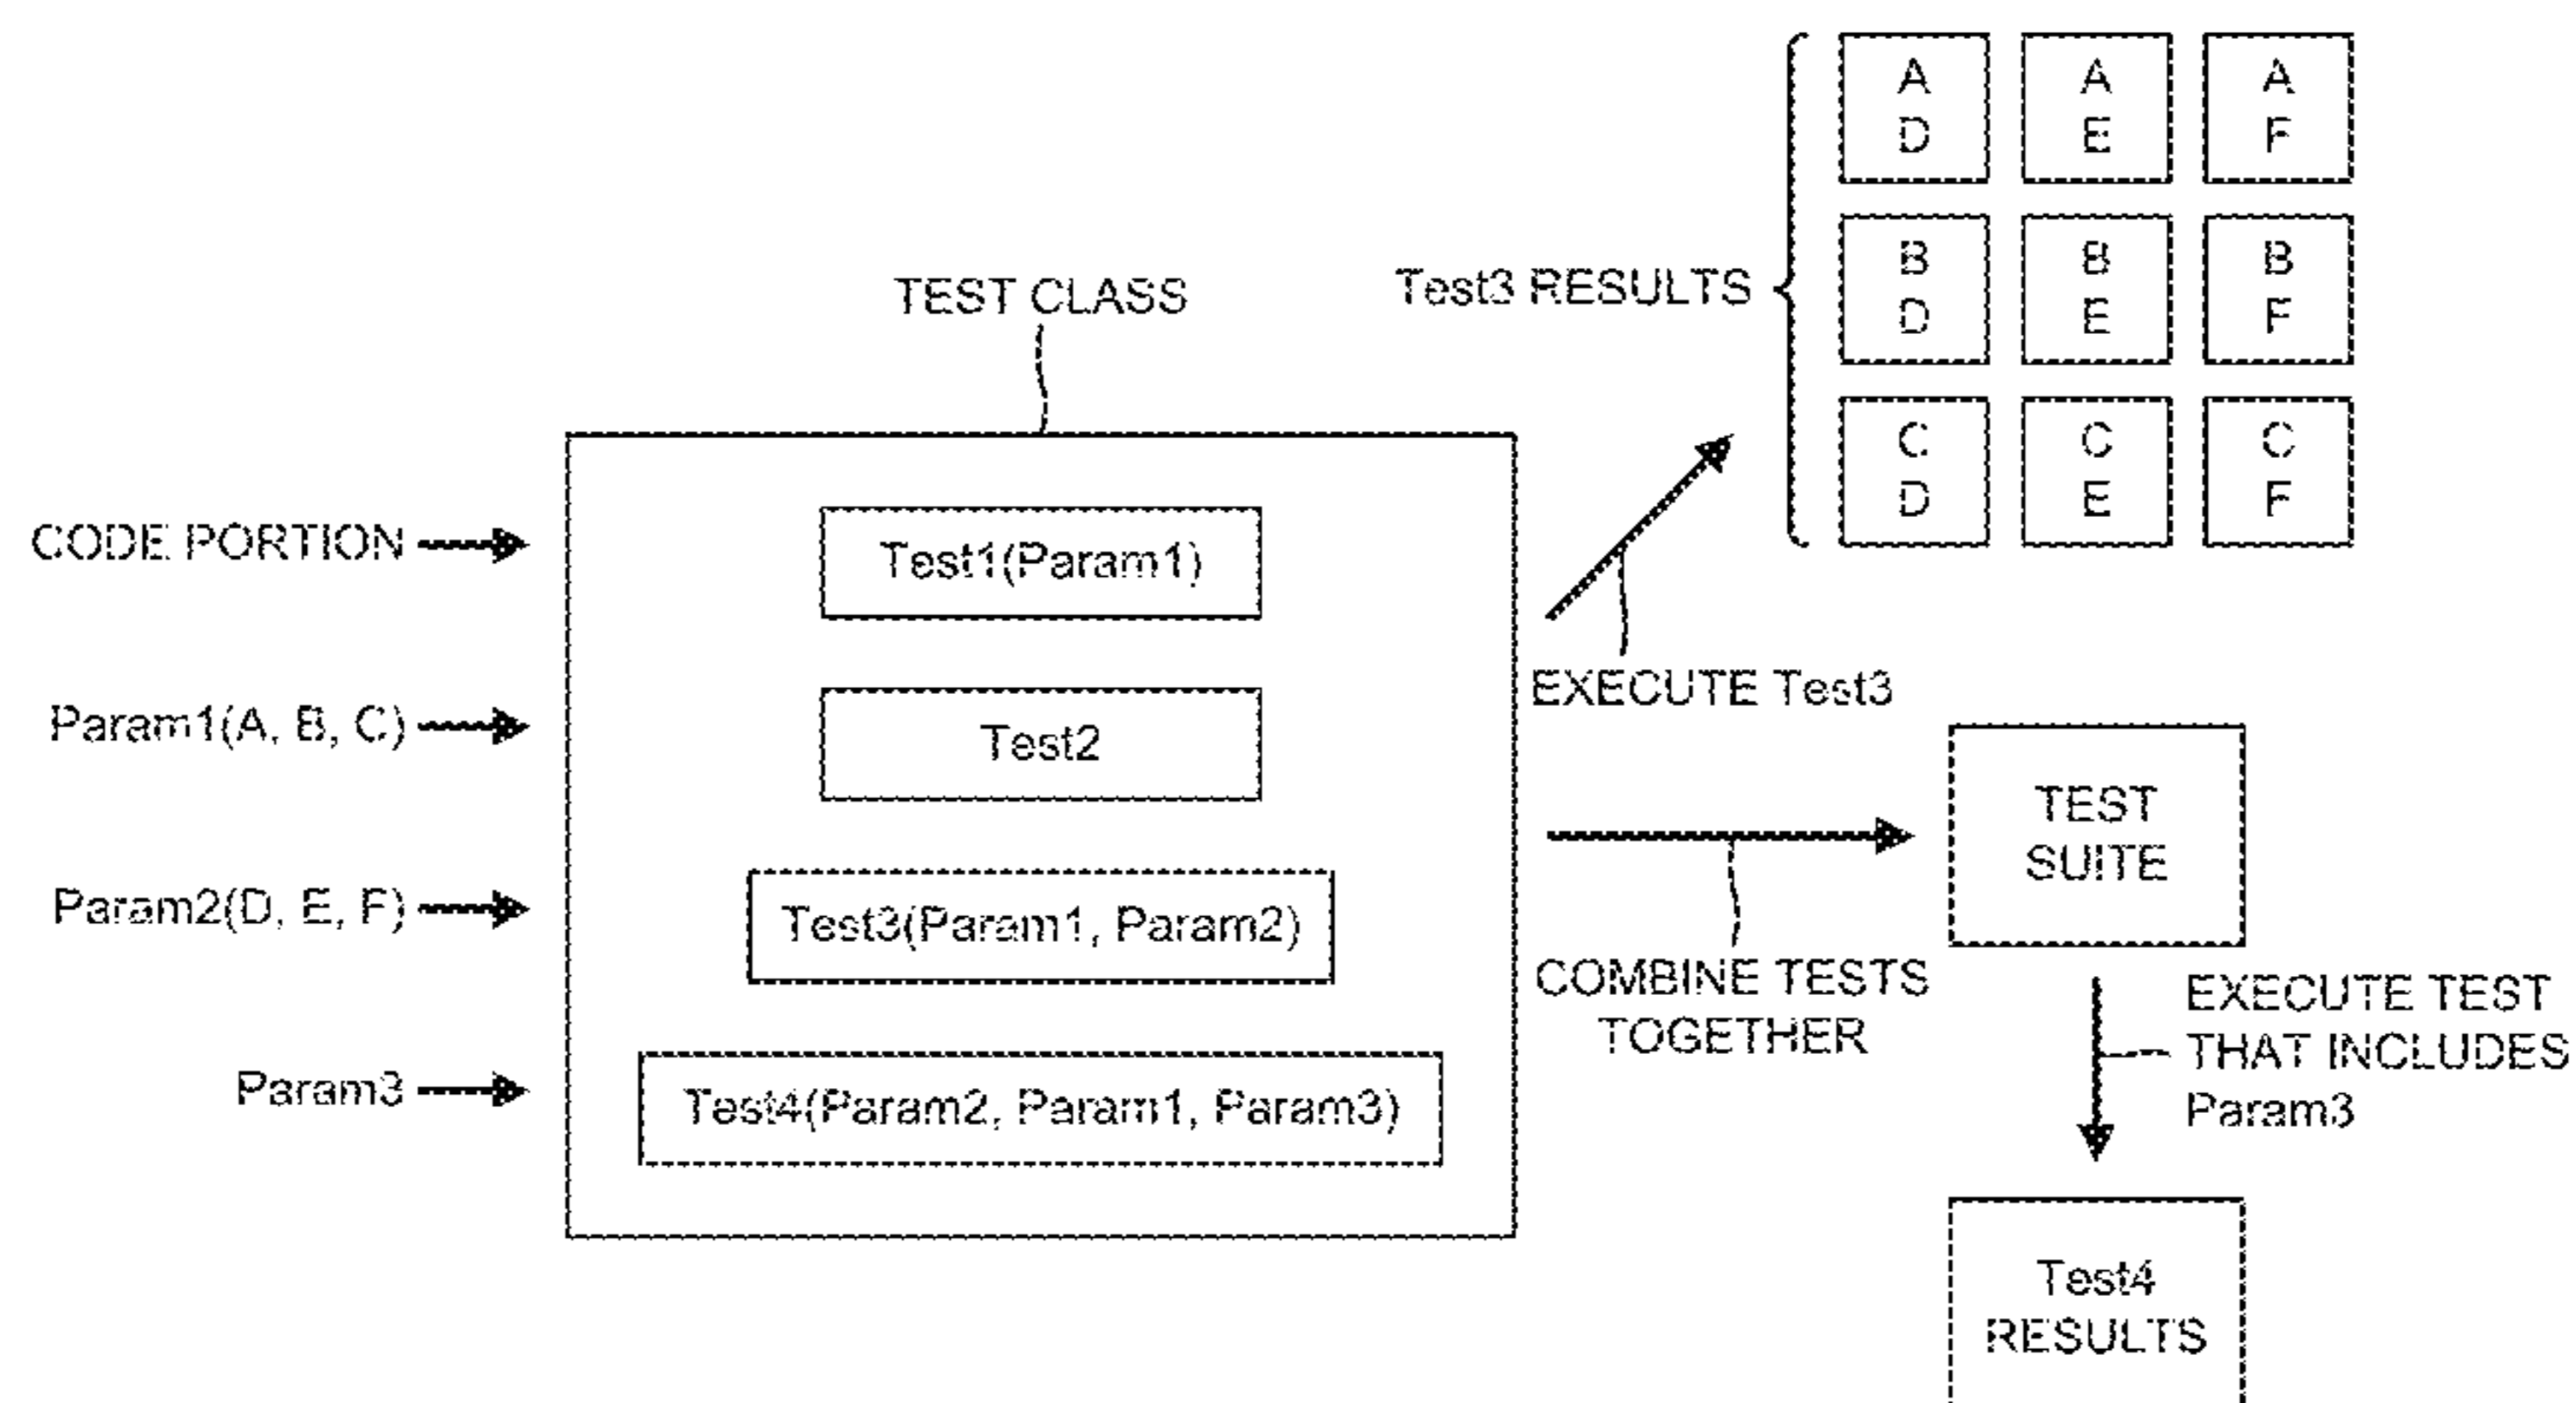 A A A
D E F
B B B
D E F
C C C
D E F
Test3 RESULTS
TEST CLASS
CODE PORTION
Param1(A, B, C)
Param2(D, E, F)
Param3
Test1(Param1)
Test2
Test3(Param1, Param2)
Test4(Param2, Param1, Param3)
EXECUTE Test3
COMBINE TESTS
TOGETHER
TEST
SUITE
EXECUTE TEST
THAT INCLUDES
Param3
Test4
RESULTS